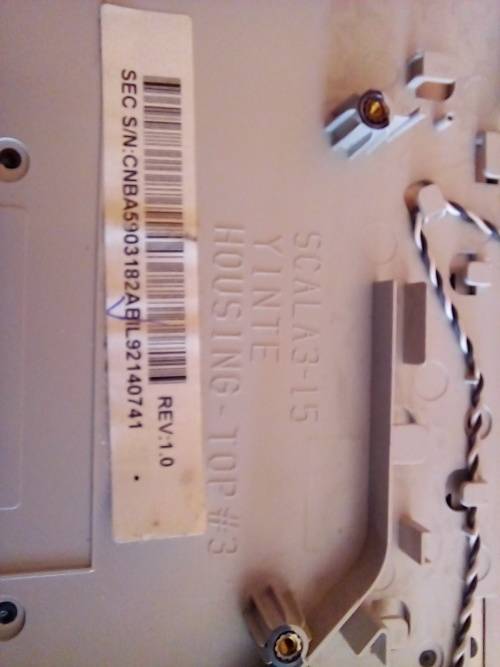 SCALA3-15
YINTE
HOUSING-TOP#3
REV:1.0
SEC S/N:CNBA5903182ABIL92140741